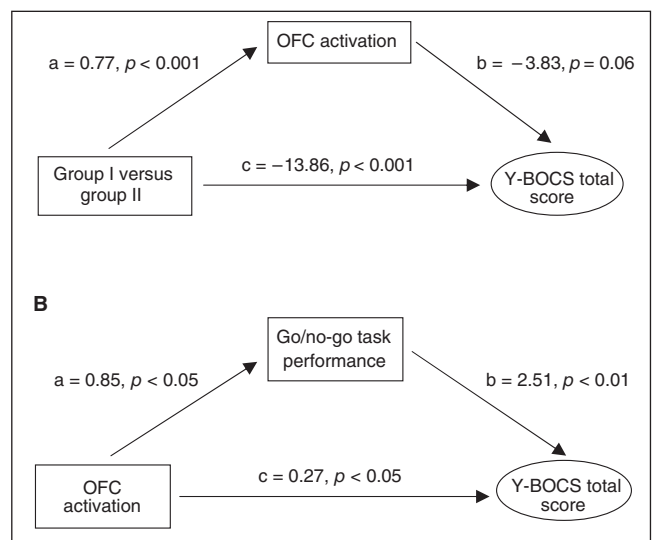 OFC activation
a = 0.77, p < 0.001
b = −3.83, p = 0.06
c = −13.86, p < 0.001
Group I versus
group II
Y-BOCS total
score
B
Go/no-go task
performance
a = 0.85, p < 0.05
b = 2.51, p < 0.01
c = 0.27, p < 0.05
OFC
activation
Y-BOCS total
score